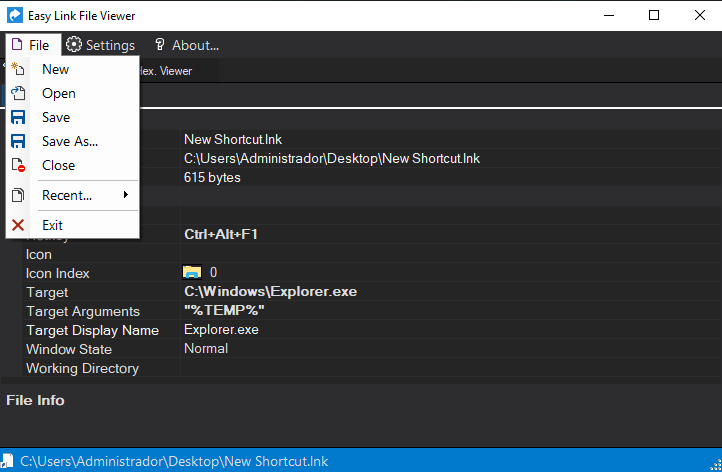 Easy Link File Viewer
File Settings ? About...
New
Hex. Viewer
Open
Save
Save As...
New Shortcut.lnk
C:\Users\Administrador\Desktop\New Shortcut.lnk
Close
615 bytes
Recent...
Exit
Ctrl+Alt+F1
Icon
Icon Index 0
Target C:\Windows\Explorer.exe
Target Arguments "%TEMP%"
Target Display Name Explorer.exe
Window State Normal
Working Directory
File Info
C:\Users\Administrador\Desktop\New Shortcut.lnk